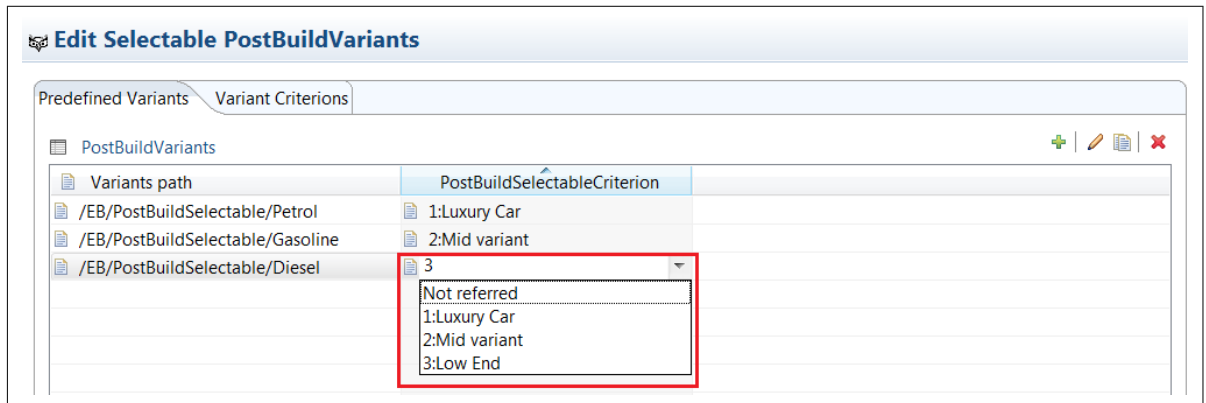 Edit Selectable PostBuildVariants
Predefined Variants Variant Criterions
PostBuildVariants
Variants path PostBuildSelectableCriterion
/EB/PostBuildSelectable/Petrol 1:Luxury Car
/EB/PostBuildSelectable/Gasoline 2:Mid variant
/EB/PostBuildSelectable/Diesel 3
Not referred
1:Luxury Car
2:Mid variant
3:Low End